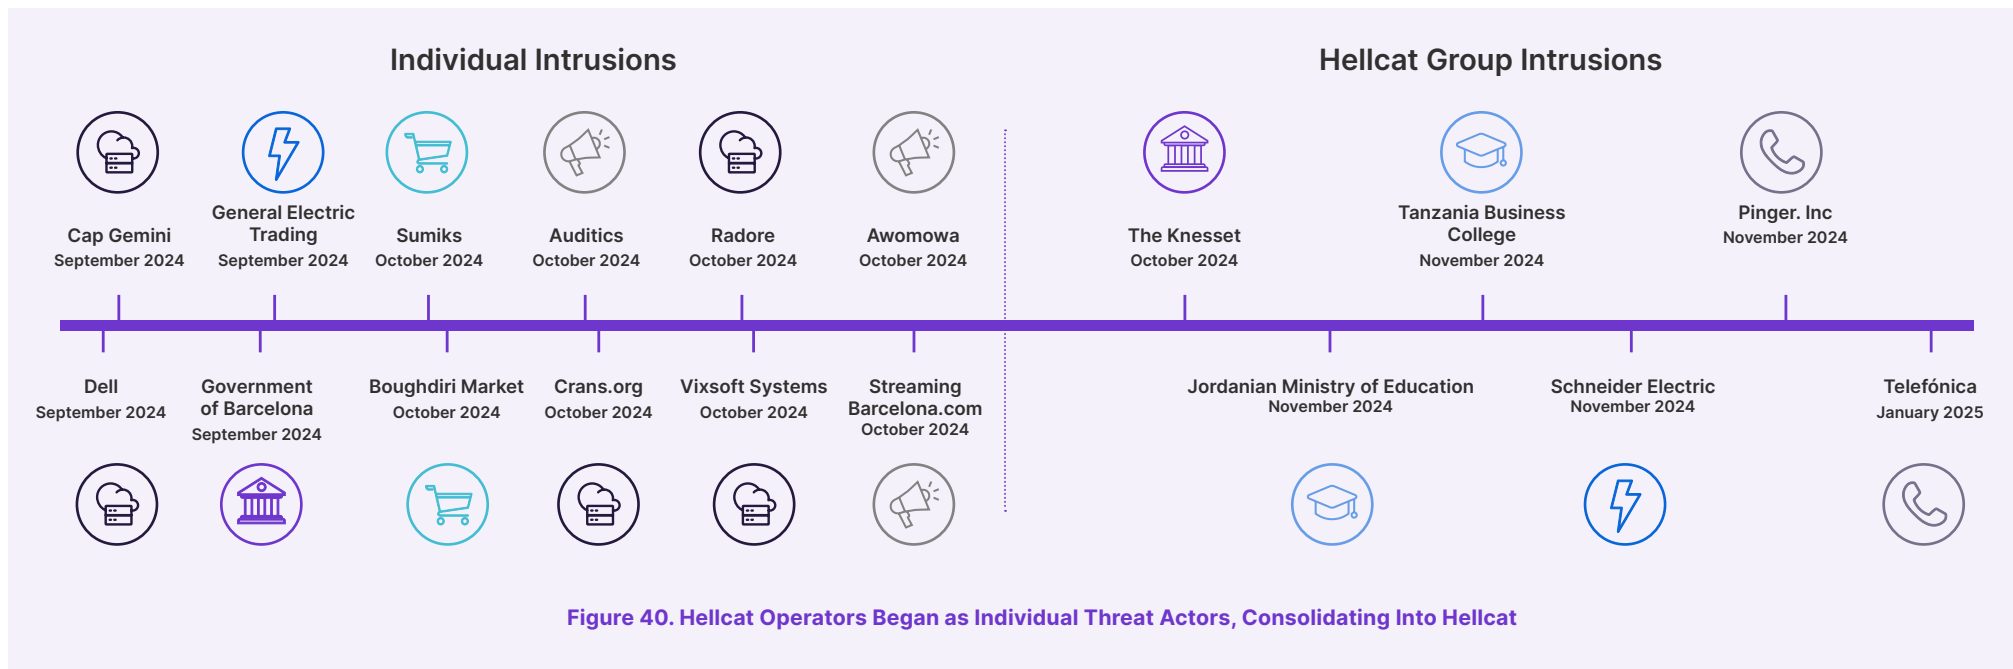 Individual Intrusions
Hellcat Group Intrusions
Cap Gemini
September 2024
General Electric
Trading
September 2024
Sumiks
October 2024
Auditics
October 2024
Radore
October 2024
Awomowa
October 2024
The Knesset
October 2024
Tanzania Business
College
November 2024
Pinger. Inc
November 2024
Dell
September 2024
Government
of Barcelona
September 2024
Boughdiri Market
October 2024
Crans.org
October 2024
Vixsoft Systems
October 2024
Streaming
Barcelona.com
October 2024
Jordanian Ministry of Education
November 2024
Schneider Electric
November 2024
Telefónica
January 2025
Figure 40. Hellcat Operators Began as Individual Threat Actors, Consolidating Into Hellcat